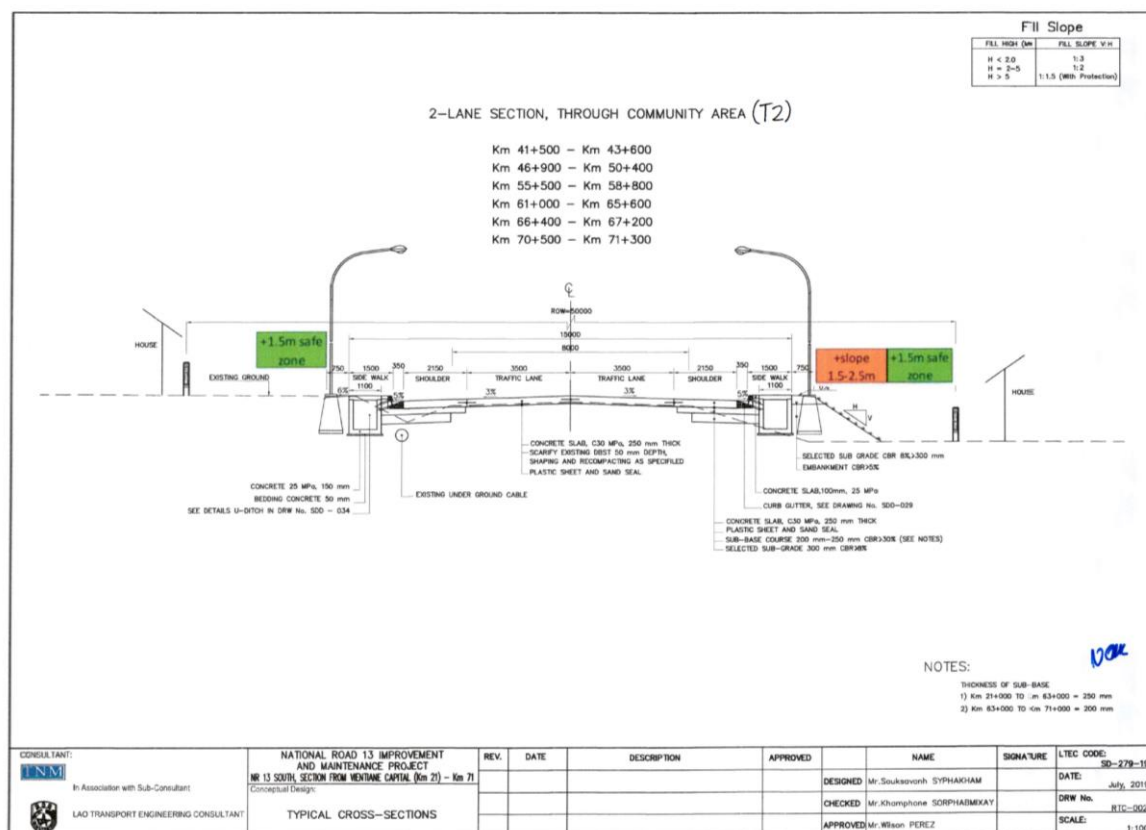 Fill Slope
FILL HIGH (m FILL SLOPE V:H
H < 2.0 1:3
H = 2-5 1:2
H > 5 1:1.5 (With Protection)
2-LANE SECTION, THROUGH COMMUNITY AREA (T2)
Km 41+500 - Km 43+600
Km 46+900 - Km 50+400
Km 55+500 - Km 58+800
Km 61+000 - Km 65+600
Km 66+400 - Km 67+200
Km 70+500 - Km 71+300
ROW=50000
15000
8000
HOUSE
+1.5m safe zone
+slope 1.5-2.5m
+1.5m safe zone
HOUSE
250 1500 350 2150 3500 3500 2150 350 1500 750
SIDE WALK SHOULDER TRAFFIC LANE TRAFFIC LANE SHOULDER SIDE WALK
1100 1100
EXISTING GROUND
6% 5% 3% 3% 5%
H
V
CONCRETE SLAB, C30 MPa, 250 mm THICK
SCARIFY EXISTING DBST 50 mm DEPTH,
SHAPING AND RECOMPACTING AS SPECIFIED
PLASTIC SHEET AND SAND SEAL
SELECTED SUB GRADE CBR 8%>300 mm
EMBANKMENT CBR>5%
CONCRETE 25 MPa, 150 mm
BEDDING CONCRETE 50 mm
SEE DETAILS U-DITCH IN DRW No. SDD - 034
EXISTING UNDER GROUND CABLE
CONCRETE SLAB,100mm, 25 MPa
CURB GUTTER, SEE DRAWING No. SDD-029
CONCRETE SLAB, C30 MPa, 250 mm THICK
PLASTIC SHEET AND SAND SEAL
SUB-BASE COURSE 200 mm-250 mm CBR>30% (SEE NOTES)
SELECTED SUB-GRADE 300 mm CBR>8%
NOTES:
THICKNESS OF SUB-BASE
1) Km 21+000 TO Km 63+000 = 250 mm
2) Km 63+000 TO Km 71+000 = 200 mm
CONSULTANT:
TNM
In Association with Sub-Consultant
LAO TRANSPORT ENGINEERING CONSULTANT
NATIONAL ROAD 13 IMPROVEMENT
AND MAINTENANCE PROJECT
NR 13 SOUTH, SECTION FROM VIENTIANE CAPITAL (Km 21) - Km 71
Conceptual Design:
TYPICAL CROSS-SECTIONS
REV. DATE DESCRIPTION APPROVED
NAME SIGNATURE
DESIGNED Mr.Souksavonh SYPHAKHAM
CHECKED Mr.Khamphone SORPHABMIXAY
APPROVED Mr.Wilson PEREZ
LTEC CODE:
SD-279-19
DATE:
July, 201
DRW No.
RTC-002
SCALE:
1:100